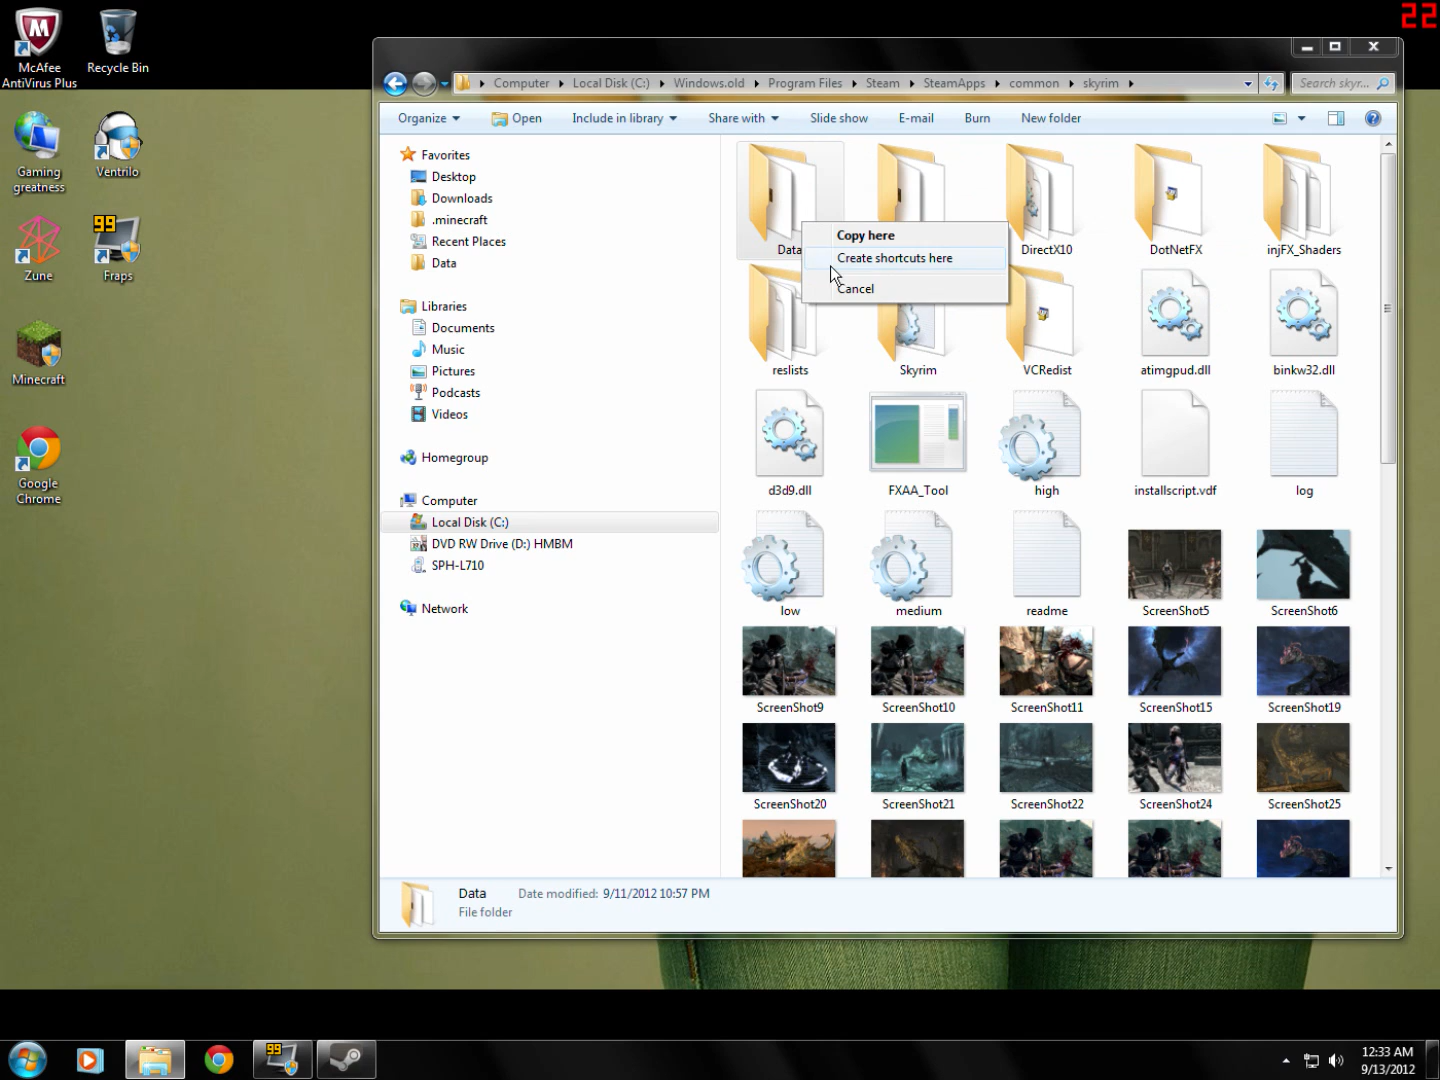 22
McAfee
AntiVirus Plus
Recycle Bin
Gaming
greatness
Ventrilo
Zune
99
Fraps
Minecraft
Google
Chrome
Computer
Local Disk (C:)
Windows.old
Program Files
Steam
SteamApps
common
skyrim
Search skyr...
Organize
Open
Include in library
Share with
Slide show
E-mail
Burn
New folder
Favorites
Desktop
Downloads
.minecraft
Recent Places
Data
Libraries
Documents
Music
Pictures
Podcasts
Videos
Homegroup
Computer
Local Disk (C:)
DVD RW Drive (D:) HMBM
SPH-L710
Network
Data
DirectX10
DotNetFX
injFX_Shaders
Copy here
Create shortcuts here
Cancel
reslists
Skyrim
VCRedist
atimgpud.dll
binkw32.dll
d3d9.dll
FXAA_Tool
high
installscript.vdf
log
low
medium
readme
ScreenShot5
ScreenShot6
ScreenShot9
ScreenShot10
ScreenShot11
ScreenShot15
ScreenShot19
ScreenShot20
ScreenShot21
ScreenShot22
ScreenShot24
ScreenShot25
Data
Date modified: 9/11/2012 10:57 PM
File folder
99
12:33 AM
9/13/2012